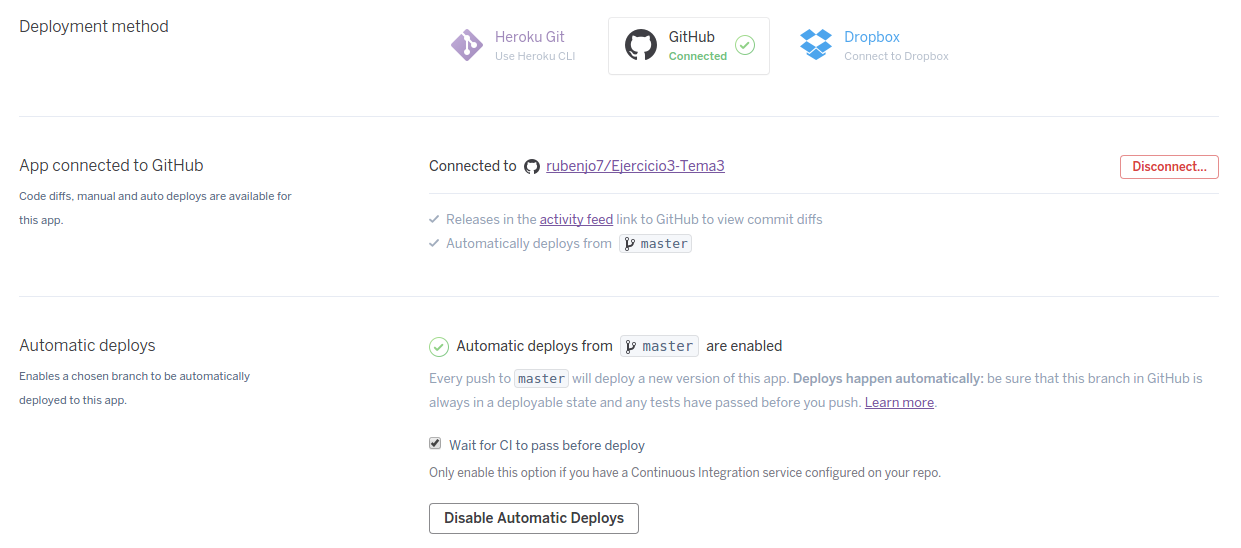 Deployment method
Heroku Git
Use Heroku CLI
GitHub
Connected
Dropbox
Connect to Dropbox
App connected to GitHub
Code diffs, manual and auto deploys are available for
this app.
Connected to rubenjo7/Ejercicio3-Tema3
Disconnect...
Releases in the activity feed link to GitHub to view commit diffs
Automatically deploys from master
Automatic deploys
Enables a chosen branch to be automatically
deployed to this app.
Automatic deploys from master are enabled
Every push to master will deploy a new version of this app. Deploys happen automatically: be sure that this branch in GitHub is
always in a deployable state and any tests have passed before you push. Learn more.
Wait for CI to pass before deploy
Only enable this option if you have a Continuous Integration service configured on your repo.
Disable Automatic Deploys